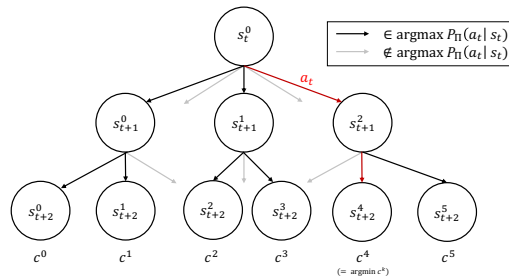 s_t^0
∈ argmax P_Π(a_t| s_t)
∉ argmax P_Π(a_t| s_t)
a_t
s_{t+1}^0 s_{t+1}^1 s_{t+1}^2
s_{t+2}^0 s_{t+2}^1 s_{t+2}^2 s_{t+2}^3 s_{t+2}^4 s_{t+2}^5
c^0 c^1 c^2 c^3 c^4 c^5
(= argmin c^k)